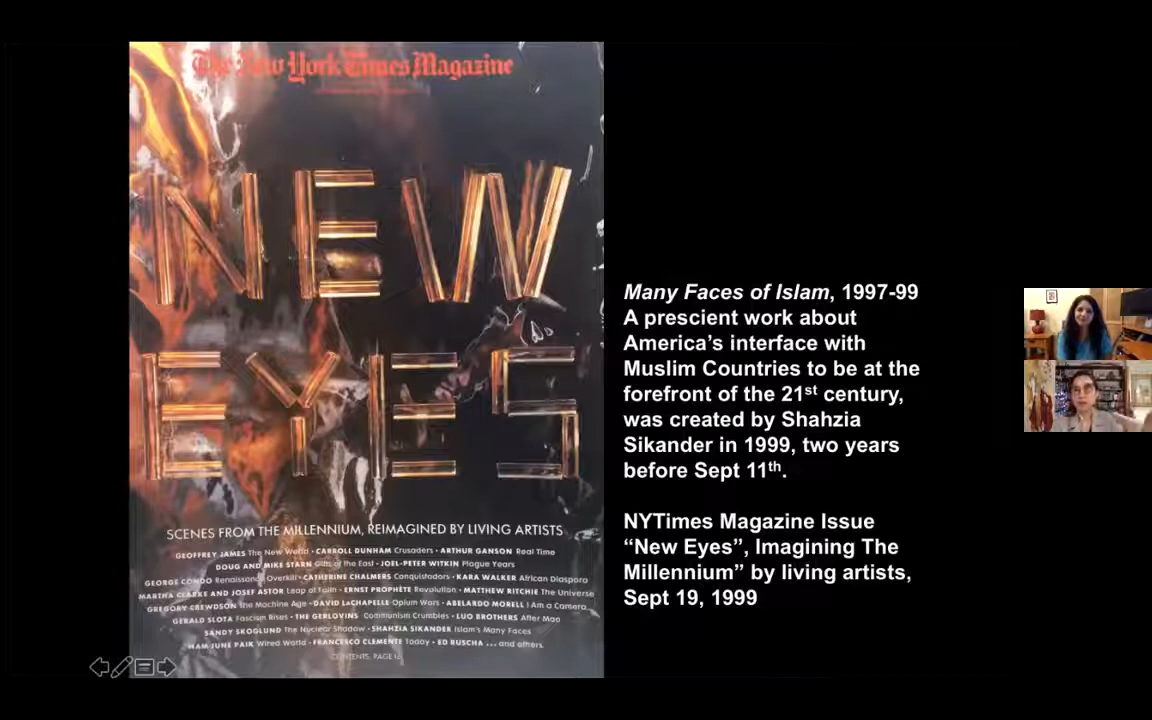 The New York Times Magazine
NEW
EYES
SCENES FROM THE MILLENNIUM, REIMAGINED BY LIVING ARTISTS
GEOFFREY JAMES The New World • CARROLL DUNHAM Crusaders • ARTHUR GANSON Real Time
DOUG AND MIKE STARN Gifts of the East • JOEL-PETER WITKIN Plague Years
GEORGE CONDO Renaissance Overkill • CATHERINE CHALMERS Conquistadors • KARA WALKER African Diaspora
MARTHA CLARKE AND JOSEF ASTOR Leap of Faith • ERNST PROPHÈTE Revolution • MATTHEW RITCHIE The Universe
GREGORY CREWDSON The Machine Age • DAVID LaCHAPELLE Opium Wars • ABELARDO MORELL I Am a Camera
GERALD SLOTA Fascism Rises • THE GERLOVINS Communism Crumbles • LUO BROTHERS After Mao
SANDY SKOGLUND The Nuclear Shadow • SHAHZIA SIKANDER Islam's Many Faces
NAM JUNE PAIK Wired World • FRANCESCO CLEMENTE Today • ED RUSCHA ... and others.
CONTENTS, PAGE
Many Faces of Islam, 1997-99
A prescient work about
America’s interface with
Muslim Countries to be at the
forefront of the 21st century,
was created by Shahzia
Sikander in 1999, two years
before Sept 11th.
NYTimes Magazine Issue
“New Eyes”, Imagining The
Millennium” by living artists,
Sept 19, 1999